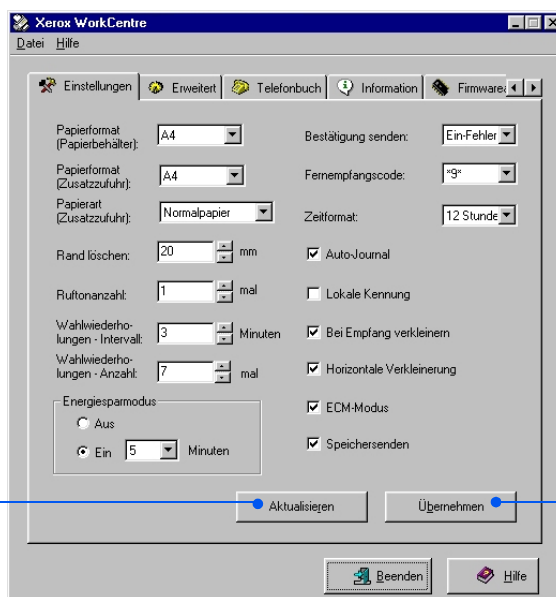 Xerox WorkCentre
Datei Hilfe
Einstellungen Erweitert Telefonbuch Information Firmware
Papierformat
(Papierbehälter):
A4
Bestätigung senden:
Ein-Fehler
Papierformat
(Zusatzzufuhr):
A4
Fernempfangscode:
*9*
Papierart
(Zusatzzufuhr):
Normalpapier
Zeitformat:
12 Stunde
Rand löschen:
20 mm
Auto-Journal
Ruftonanzahl:
1 mal
Lokale Kennung
Wahlwiederho-
lungen - Intervall:
3 Minuten
Bei Empfang verkleinern
Wahlwiederho-
lungen - Anzahl:
7 mal
Horizontale Verkleinerung
Energiesparmodus
ECM-Modus
Aus
Ein 5 Minuten
Speichersenden
Aktualisieren
Übernehmen
Beenden
Hilfe